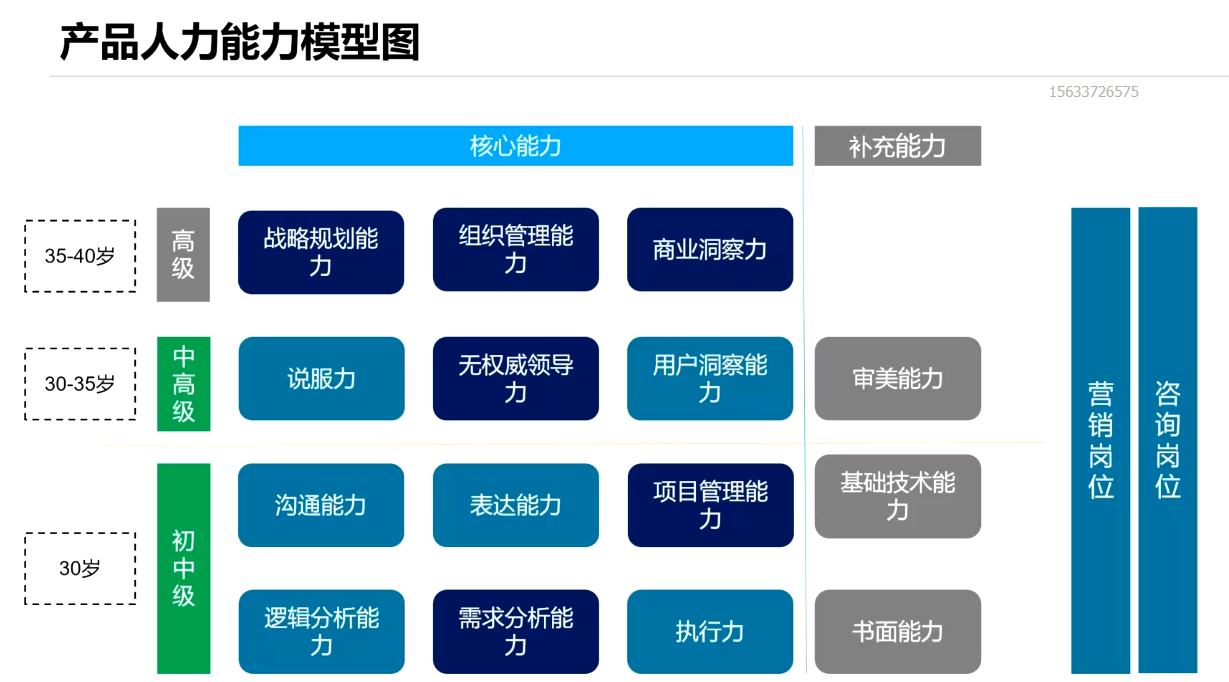 产品人力能力模型图
15633726575
核心能力
补充能力
35-40岁
高
级
战略规划能
力
组织管理能
力
商业洞察力
30-35岁
中
高
级
说服力
无权威领导
力
用户洞察能
力
审美能力
30岁
初
中
级
沟通能力
表达能力
项目管理能
力
基础技术能
力
逻辑分析能
力
需求分析能
力
执行力
书面能力
营
销
岗
位
咨
询
岗
位